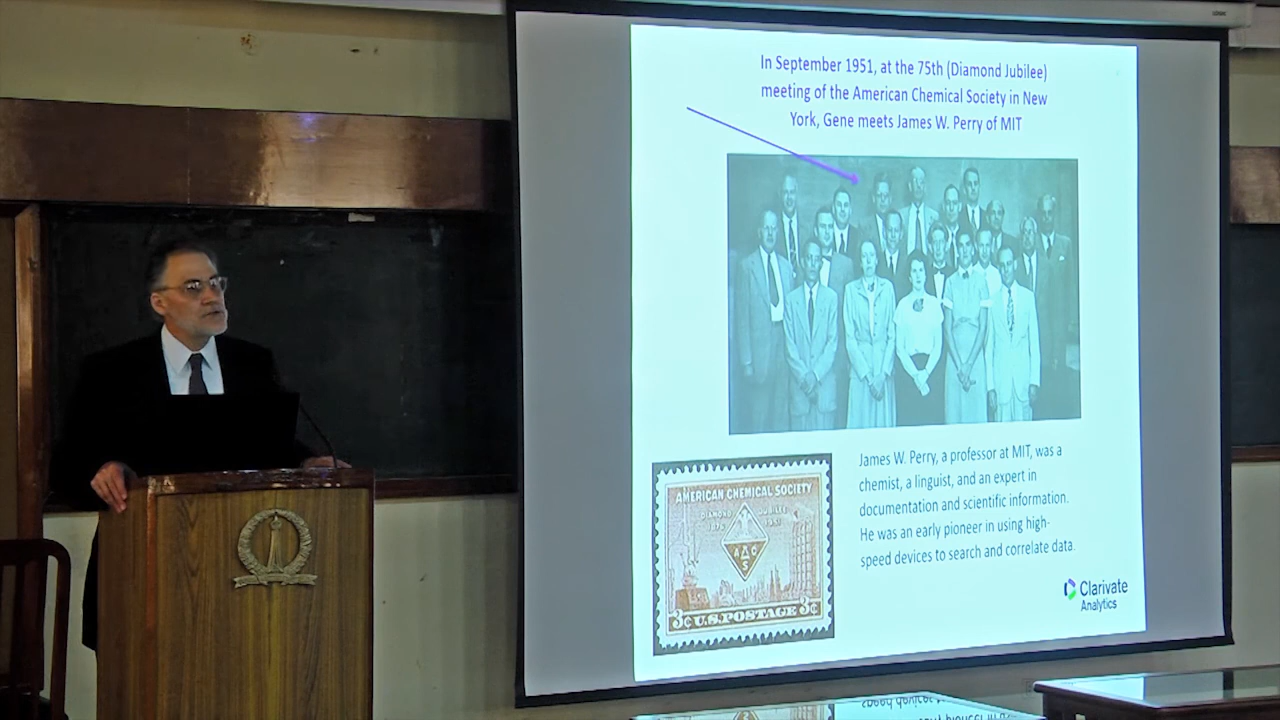 In September 1951, at the 75th (Diamond Jubilee)
meeting of the American Chemical Society in New
York, Gene meets James W. Perry of MIT
AMERICAN CHEMICAL SOCIETY
DIAMOND JUBILEE
1876 1951
A C
S
3¢ U.S. POSTAGE 3¢
James W. Perry, a professor at MIT, was a
chemist, a linguist, and an expert in
documentation and scientific information.
He was an early pioneer in using high-
speed devices to search and correlate data.
Clarivate
Analytics